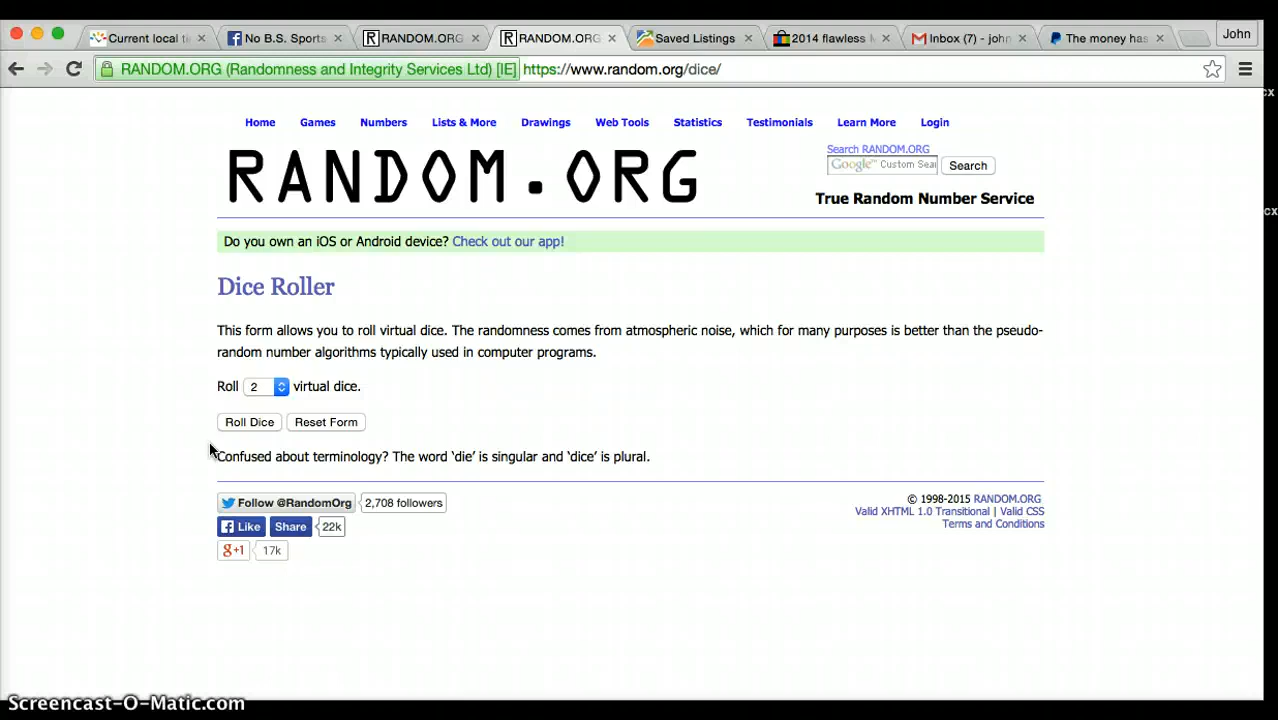 Current local ti
No B.S. Sports
RANDOM.ORG
RANDOM.ORG
Saved Listings
2014 flawless
Inbox (7) - john
The money has
John
RANDOM.ORG (Randomness and Integrity Services Ltd) [IE] https://www.random.org/dice/
cx
Home Games Numbers Lists & More Drawings Web Tools Statistics Testimonials Learn More Login
RANDOM.ORG
Search RANDOM.ORG
Google™ Custom Sea Search
True Random Number Service
cx
Do you own an iOS or Android device? Check out our app!
Dice Roller
This form allows you to roll virtual dice. The randomness comes from atmospheric noise, which for many purposes is better than the pseudo-
random number algorithms typically used in computer programs.
Roll 2 virtual dice.
Roll Dice Reset Form
Confused about terminology? The word ‘die’ is singular and ‘dice’ is plural.
Follow @RandomOrg 2,708 followers
Like Share 22k
g+1 17k
© 1998-2015 RANDOM.ORG
Valid XHTML 1.0 Transitional | Valid CSS
Terms and Conditions
Screencast-O-Matic.com